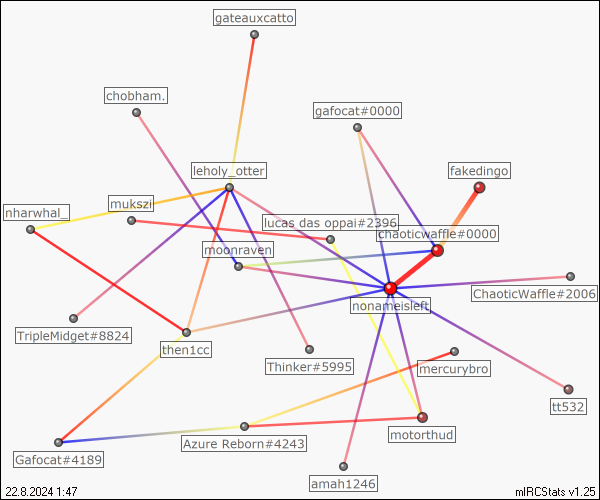 gateauxcatto
chobham.
gafocat#0000
leholy_otter
fakedingo
mukszi
nharwhal_
lucas das oppai#2396
chaoticwaffle#0000
moonraven
ChaoticWaffle#2006
nonameisleft
TripleMidget#8824
then1cc
Thinker#5995
mercurybro
tt532
motorthud
Azure Reborn#4243
Gafocat#4189
amah1246
22.8.2024 1:47
mIRCStats v1.25